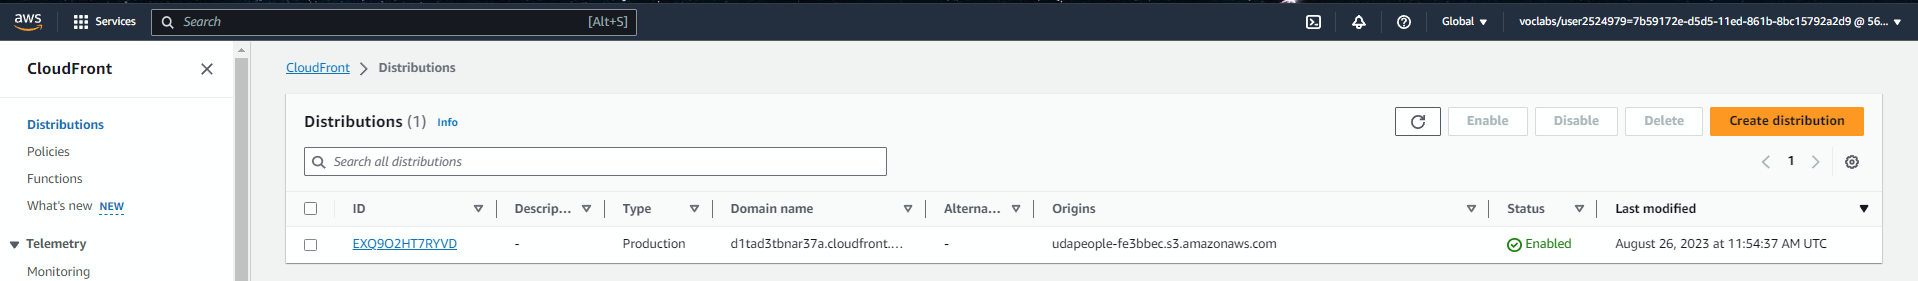 aws Services Search [Alt+S] Global voclabs/user2524979=7b59172e-d5d5-11ed-861b-8bc15792a2d9 @ 56...
CloudFront
Distributions
Policies
Functions
What's new NEW
Telemetry
Monitoring
CloudFront Distributions
Distributions (1) Info Enable Disable Delete Create distribution
Search all distributions 1
ID Descrip... Type Domain name Alterna... Origins Status Last modified
EXQ9O2HT7RYVD - Production d1tad3tbnar37a.cloudfront.... - udapeople-fe3bbec.s3.amazonaws.com Enabled August 26, 2023 at 11:54:37 AM UTC